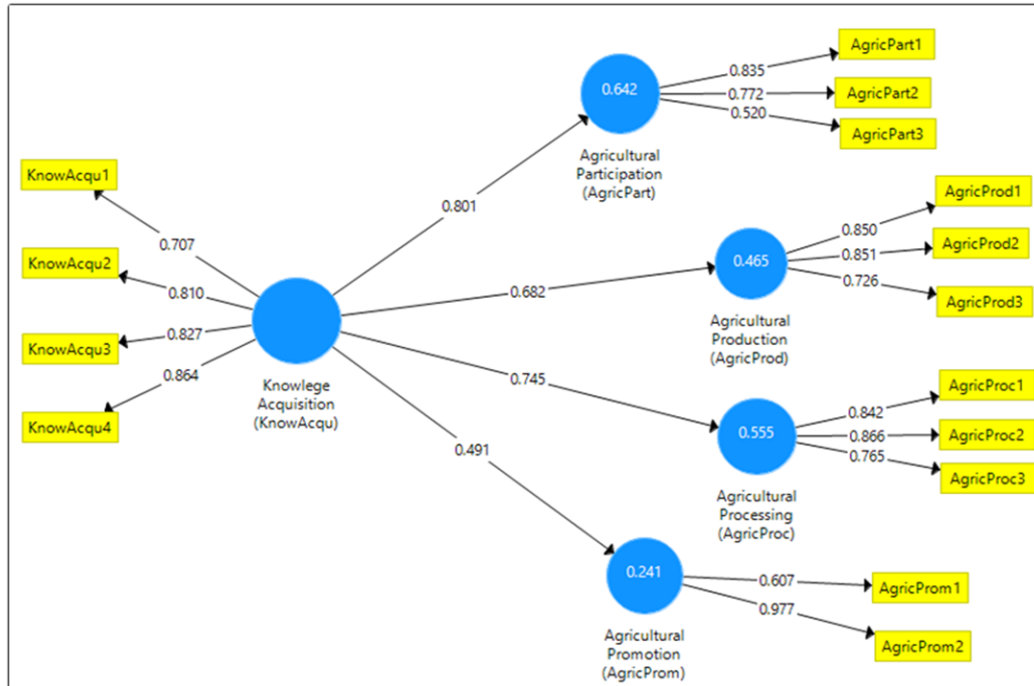 AgricPart1
0.835
0.642
0.772
AgricPart2
0.520
AgricPart3
Agricultural
Participation
(AgricPart)
KnowAcqu1
0.707
0.801
AgricProd1
0.850
KnowAcqu2
0.810
0.465
0.851
AgricProd2
0.682
0.726
AgricProd3
KnowAcqu3
0.827
Agricultural
Production
(AgricProd)
0.864
KnowAcqu4
Knowlege
Acquisition
(KnowAcqu)
0.745
AgricProc1
0.842
0.491
0.555
0.866
AgricProc2
0.765
AgricProc3
Agricultural
Processing
(AgricProc)
0.241
0.607
AgricProm1
0.977
AgricProm2
Agricultural
Promotion
(AgricProm)